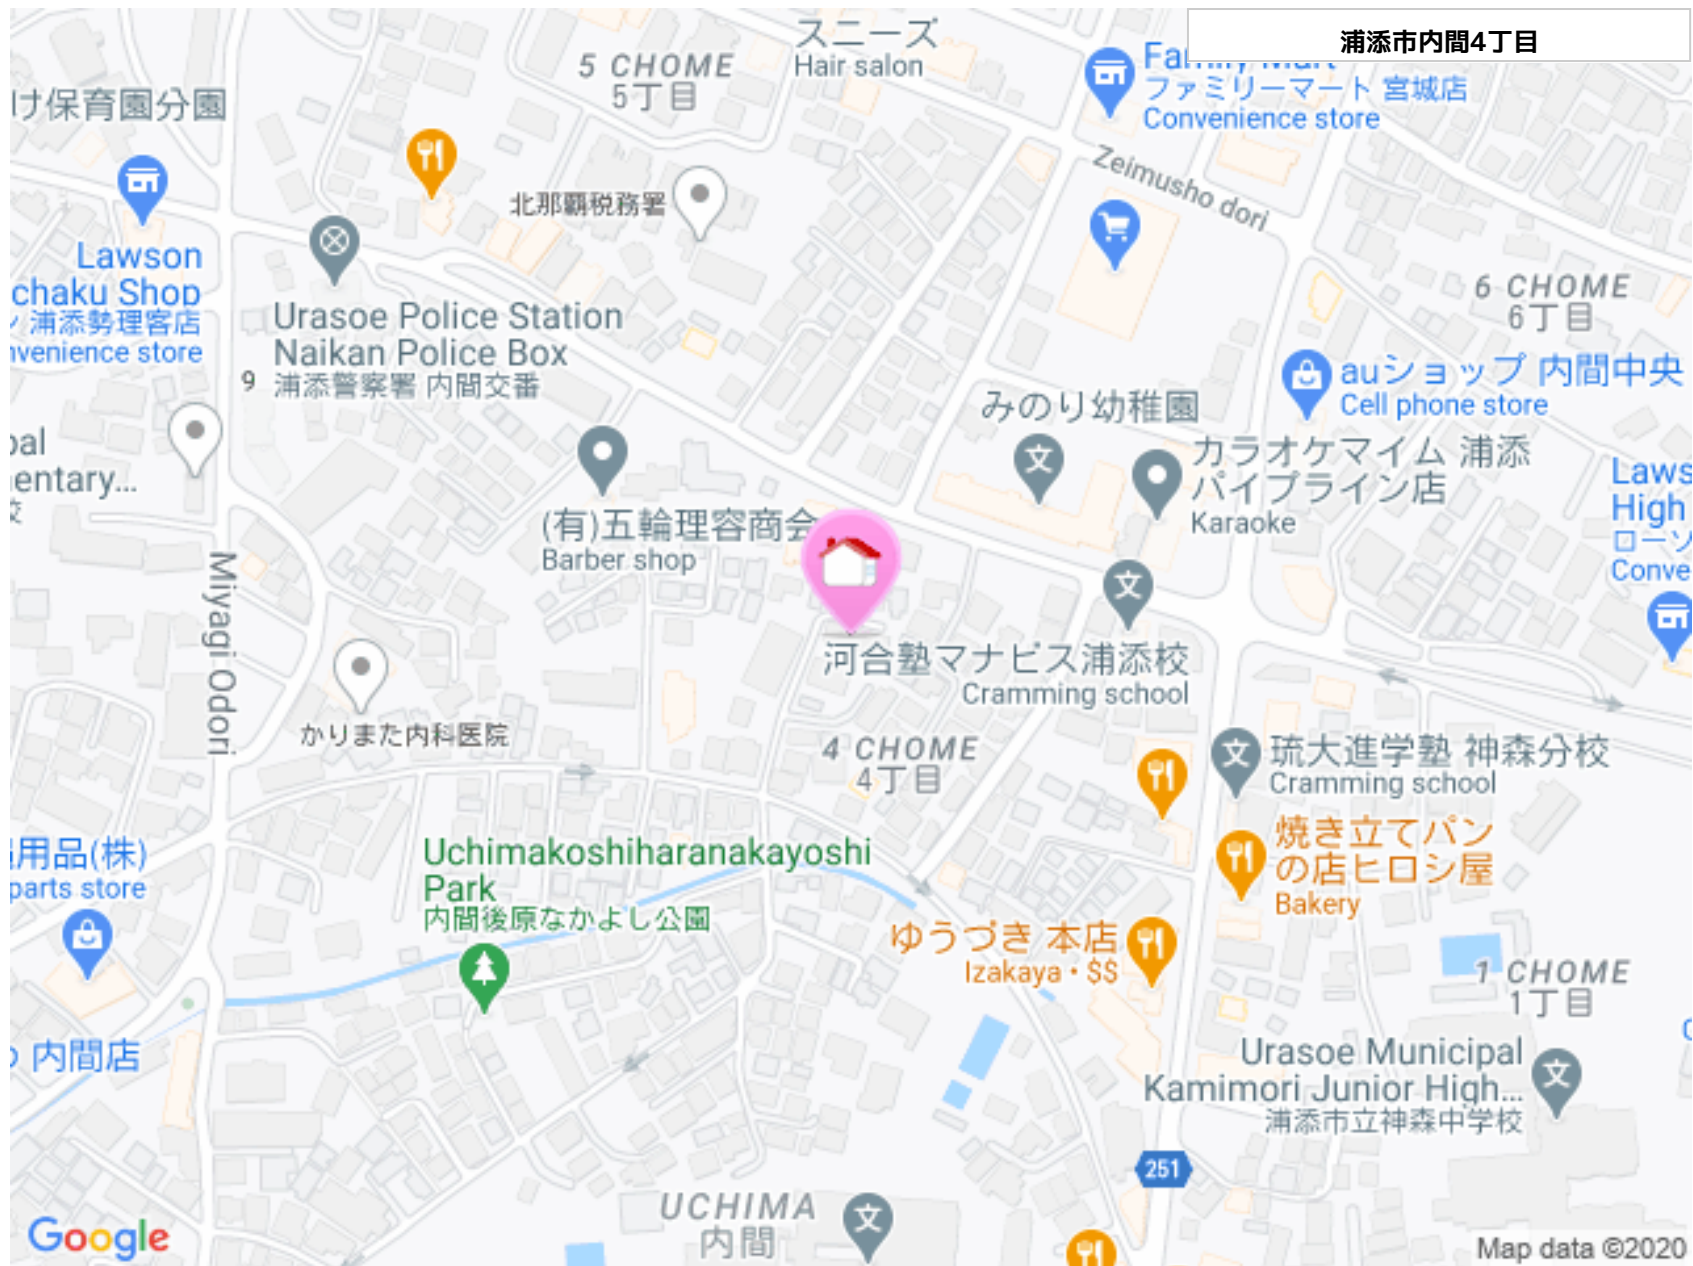 浦添市内間4丁目
スニーズ
Hair salon
5 CHOME
5丁目
Family Mart
ファミリーマート 宮城店
Convenience store
け保育園分園
Zeimusho dori
北那覇税務署
Lawson
chaku Shop
浦添勢理客店
nvenience store
Urasoe Police Station
Naikan Police Box
浦添警察署 内間交番
9
6 CHOME
6丁目
auショップ 内間中央
Cell phone store
みのり幼稚園
カラオケマイム 浦添
パイプライン店
Karaoke
pal
entary...
校
Laws
High
ローソ
Conve
(有)五輪理容商会
Barber shop
Miyagi Odori
河合塾マナビス浦添校
Cramming school
かりまた内科医院
4 CHOME
4丁目
琉大進学塾 神森分校
Cramming school
用品(株)
parts store
Uchimakoshiharanakayoshi
Park
内間後原なかよし公園
焼き立てパン
の店ヒロシ屋
Bakery
ゆうづき 本店
Izakaya・$$
1 CHOME
1丁目
内間店
Urasoe Municipal
Kamimori Junior High...
浦添市立神森中学校
251
UCHIMA
内間
Google
Map data ©2020